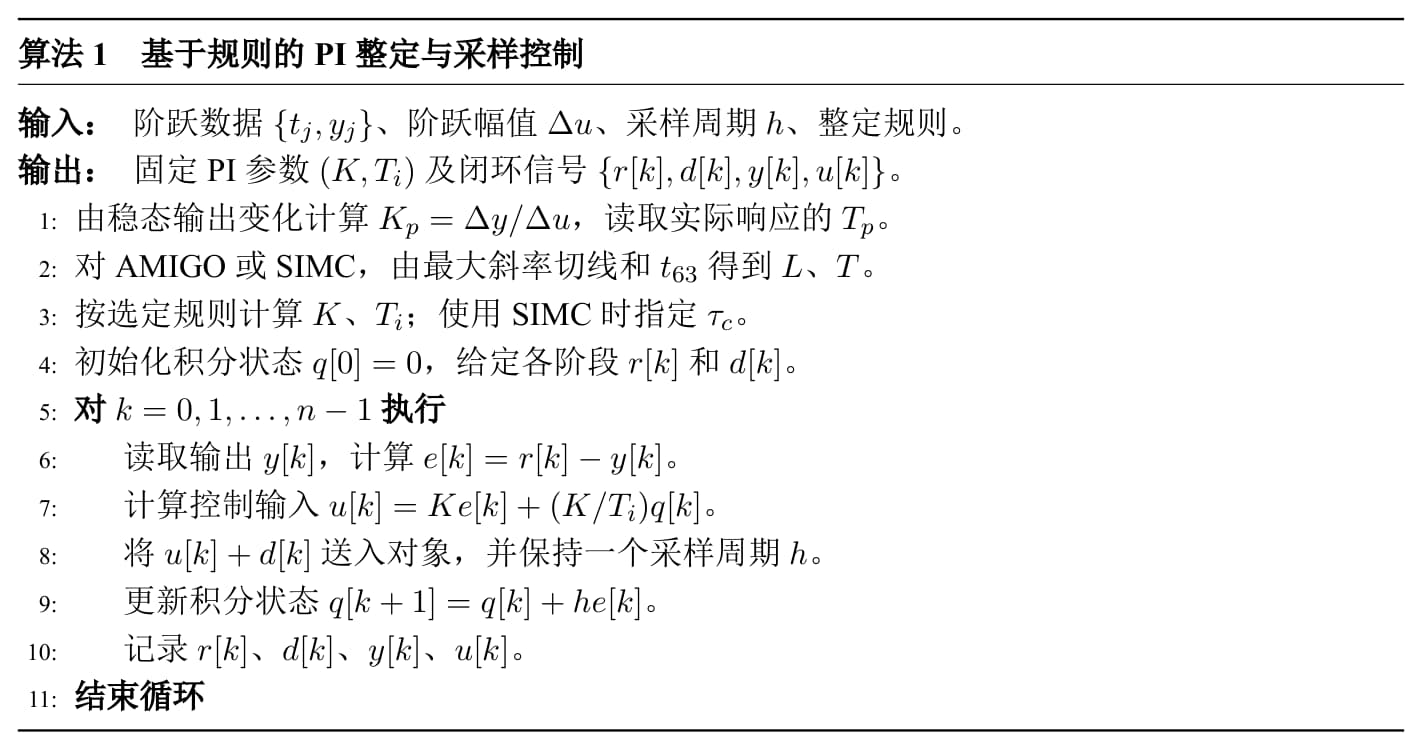 算法 1 基于规则的 PI 整定与采样控制
输入： 阶跃数据 {t_j, y_j}、阶跃幅值 Δu、采样周期 h、整定规则。
输出： 固定 PI 参数 (K, T_i) 及闭环信号 {r[k], d[k], y[k], u[k]}。
1: 由稳态输出变化计算 K_p = Δy/Δu，读取实际响应的 T_p。
2: 对 AMIGO 或 SIMC，由最大斜率切线和 t_63 得到 L、T。
3: 按选定规则计算 K、T_i；使用 SIMC 时指定 τ_c。
4: 初始化积分状态 q[0] = 0，给定各阶段 r[k] 和 d[k]。
5: 对 k = 0, 1, . . . , n − 1 执行
6: 读取输出 y[k]，计算 e[k] = r[k] − y[k]。
7: 计算控制输入 u[k] = Ke[k] + (K/T_i)q[k]。
8: 将 u[k] + d[k] 送入对象，并保持一个采样周期 h。
9: 更新积分状态 q[k + 1] = q[k] + he[k]。
10: 记录 r[k]、d[k]、y[k]、u[k]。
11: 结束循环